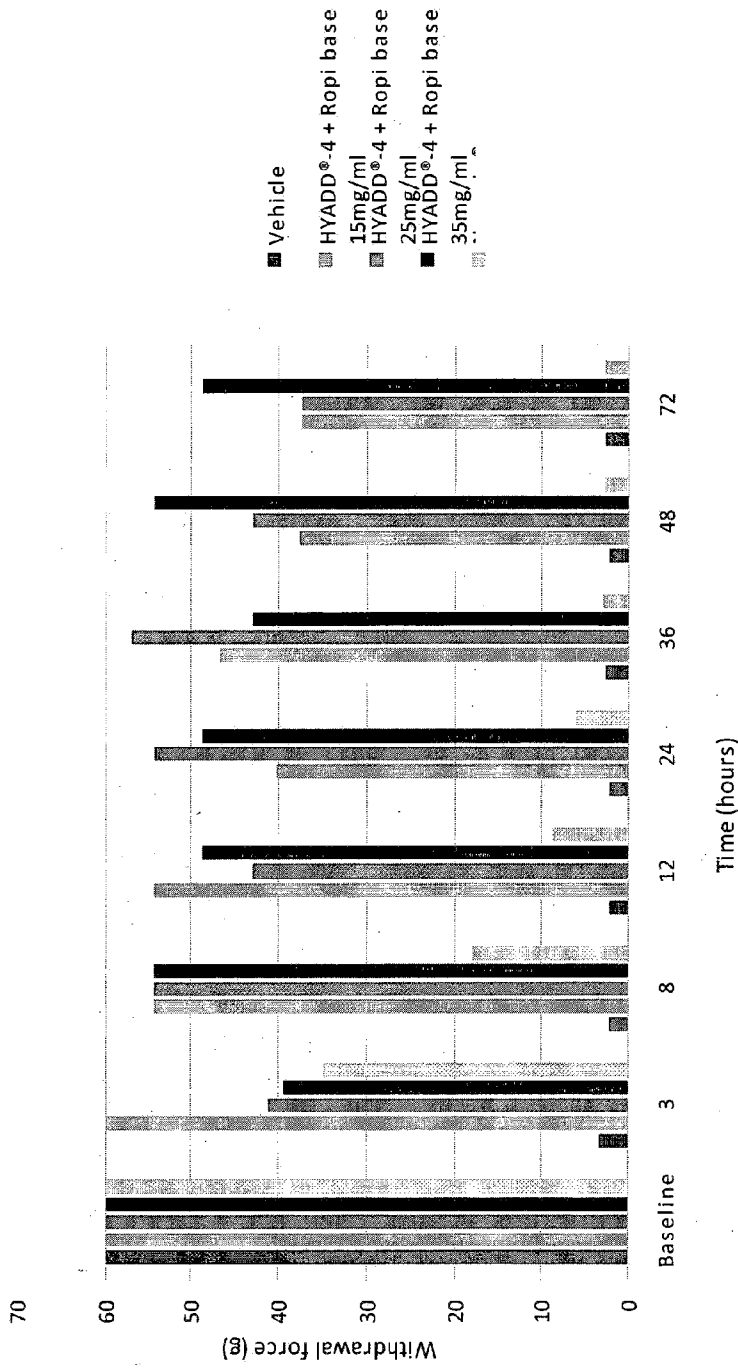 70
60
50
40
30
20
10
0
Withdrawal force (g)
Baseline
3
8
12
24
36
48
72
Time (hours)
Vehicle
HYADD®-4 + Ropi base
15mg/ml
HYADD®-4 + Ropi base
25mg/ml
HYADD®-4 + Ropi base
35mg/ml